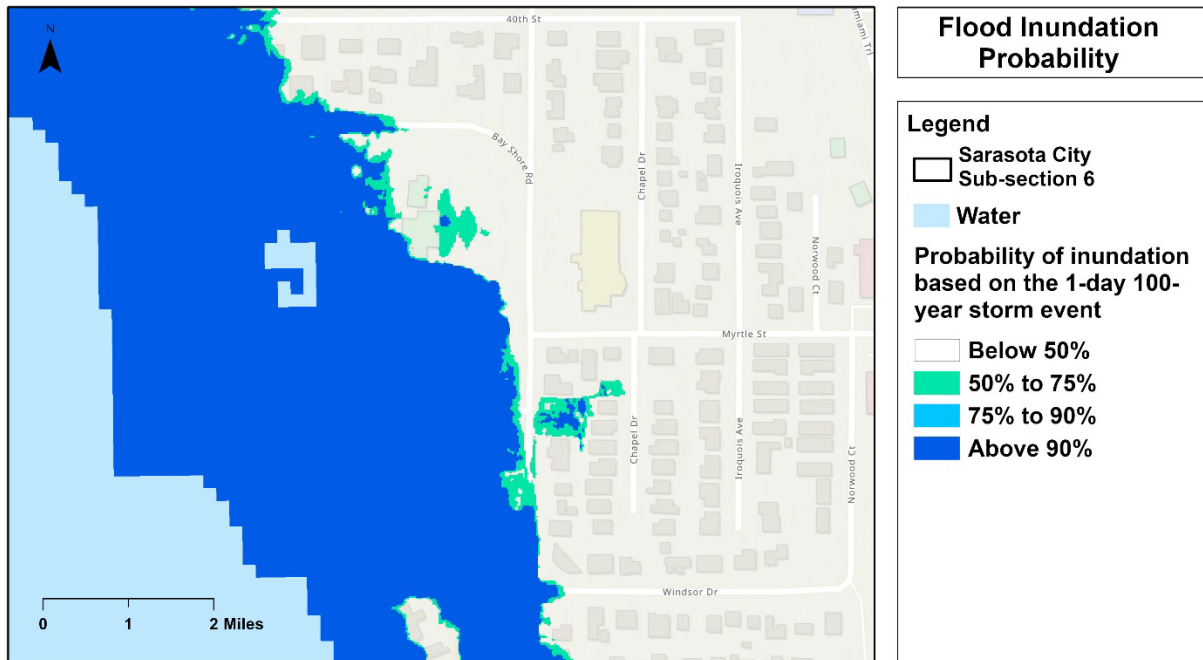 40th St
amiami Trl
N
Bay Shore Rd
Chapel Dr
Iroquois Ave
Norwood Ct
Myrtle St
Chapel Dr
Iroquois Ave
Norwood Ct
Windsor Dr
0 1 2 Miles
Flood Inundation
Probability
Legend
Sarasota City
Sub-section 6
Water
Probability of inundation
based on the 1-day 100-
year storm event
Below 50%
50% to 75%
75% to 90%
Above 90%